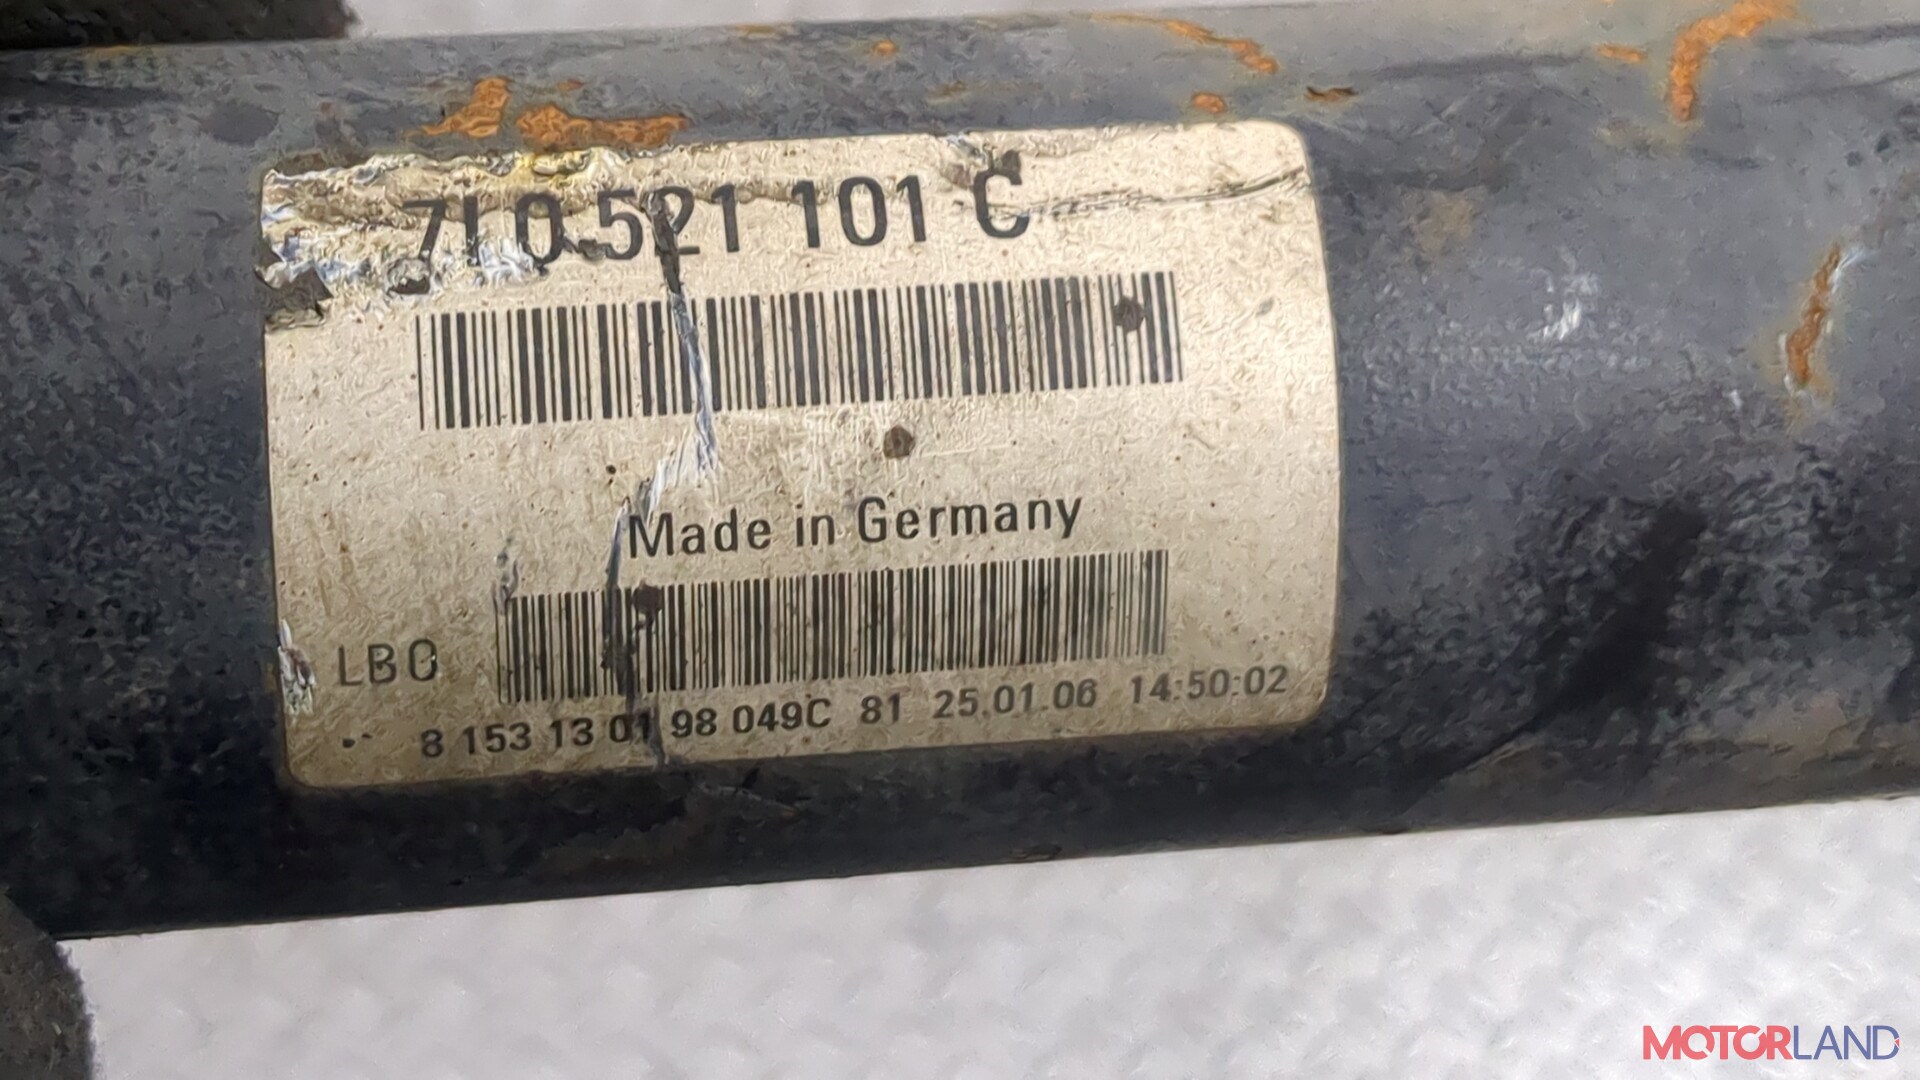 7L0 521 101 C
Made in Germany
LB0
8 153 13 01 98 049C 81 25.01.06 14:50:02
MOTORLAND